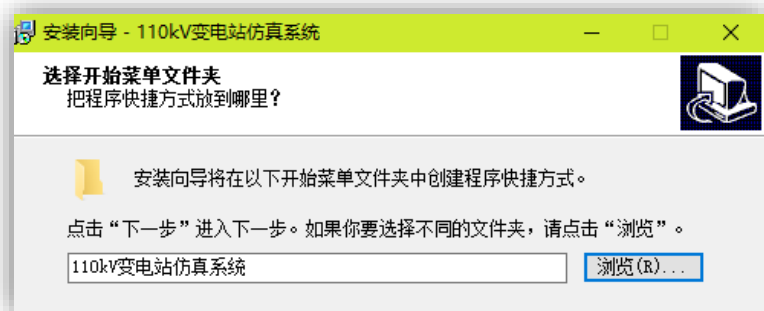 安装向导 - 110kV变电站仿真系统
选择开始菜单文件夹
把程序快捷方式放到哪里？
安装向导将在以下开始菜单文件夹中创建程序快捷方式。
点击“下一步”进入下一步。如果你要选择不同的文件夹，请点击“浏览”。
110kV变电站仿真系统
浏览(R)...